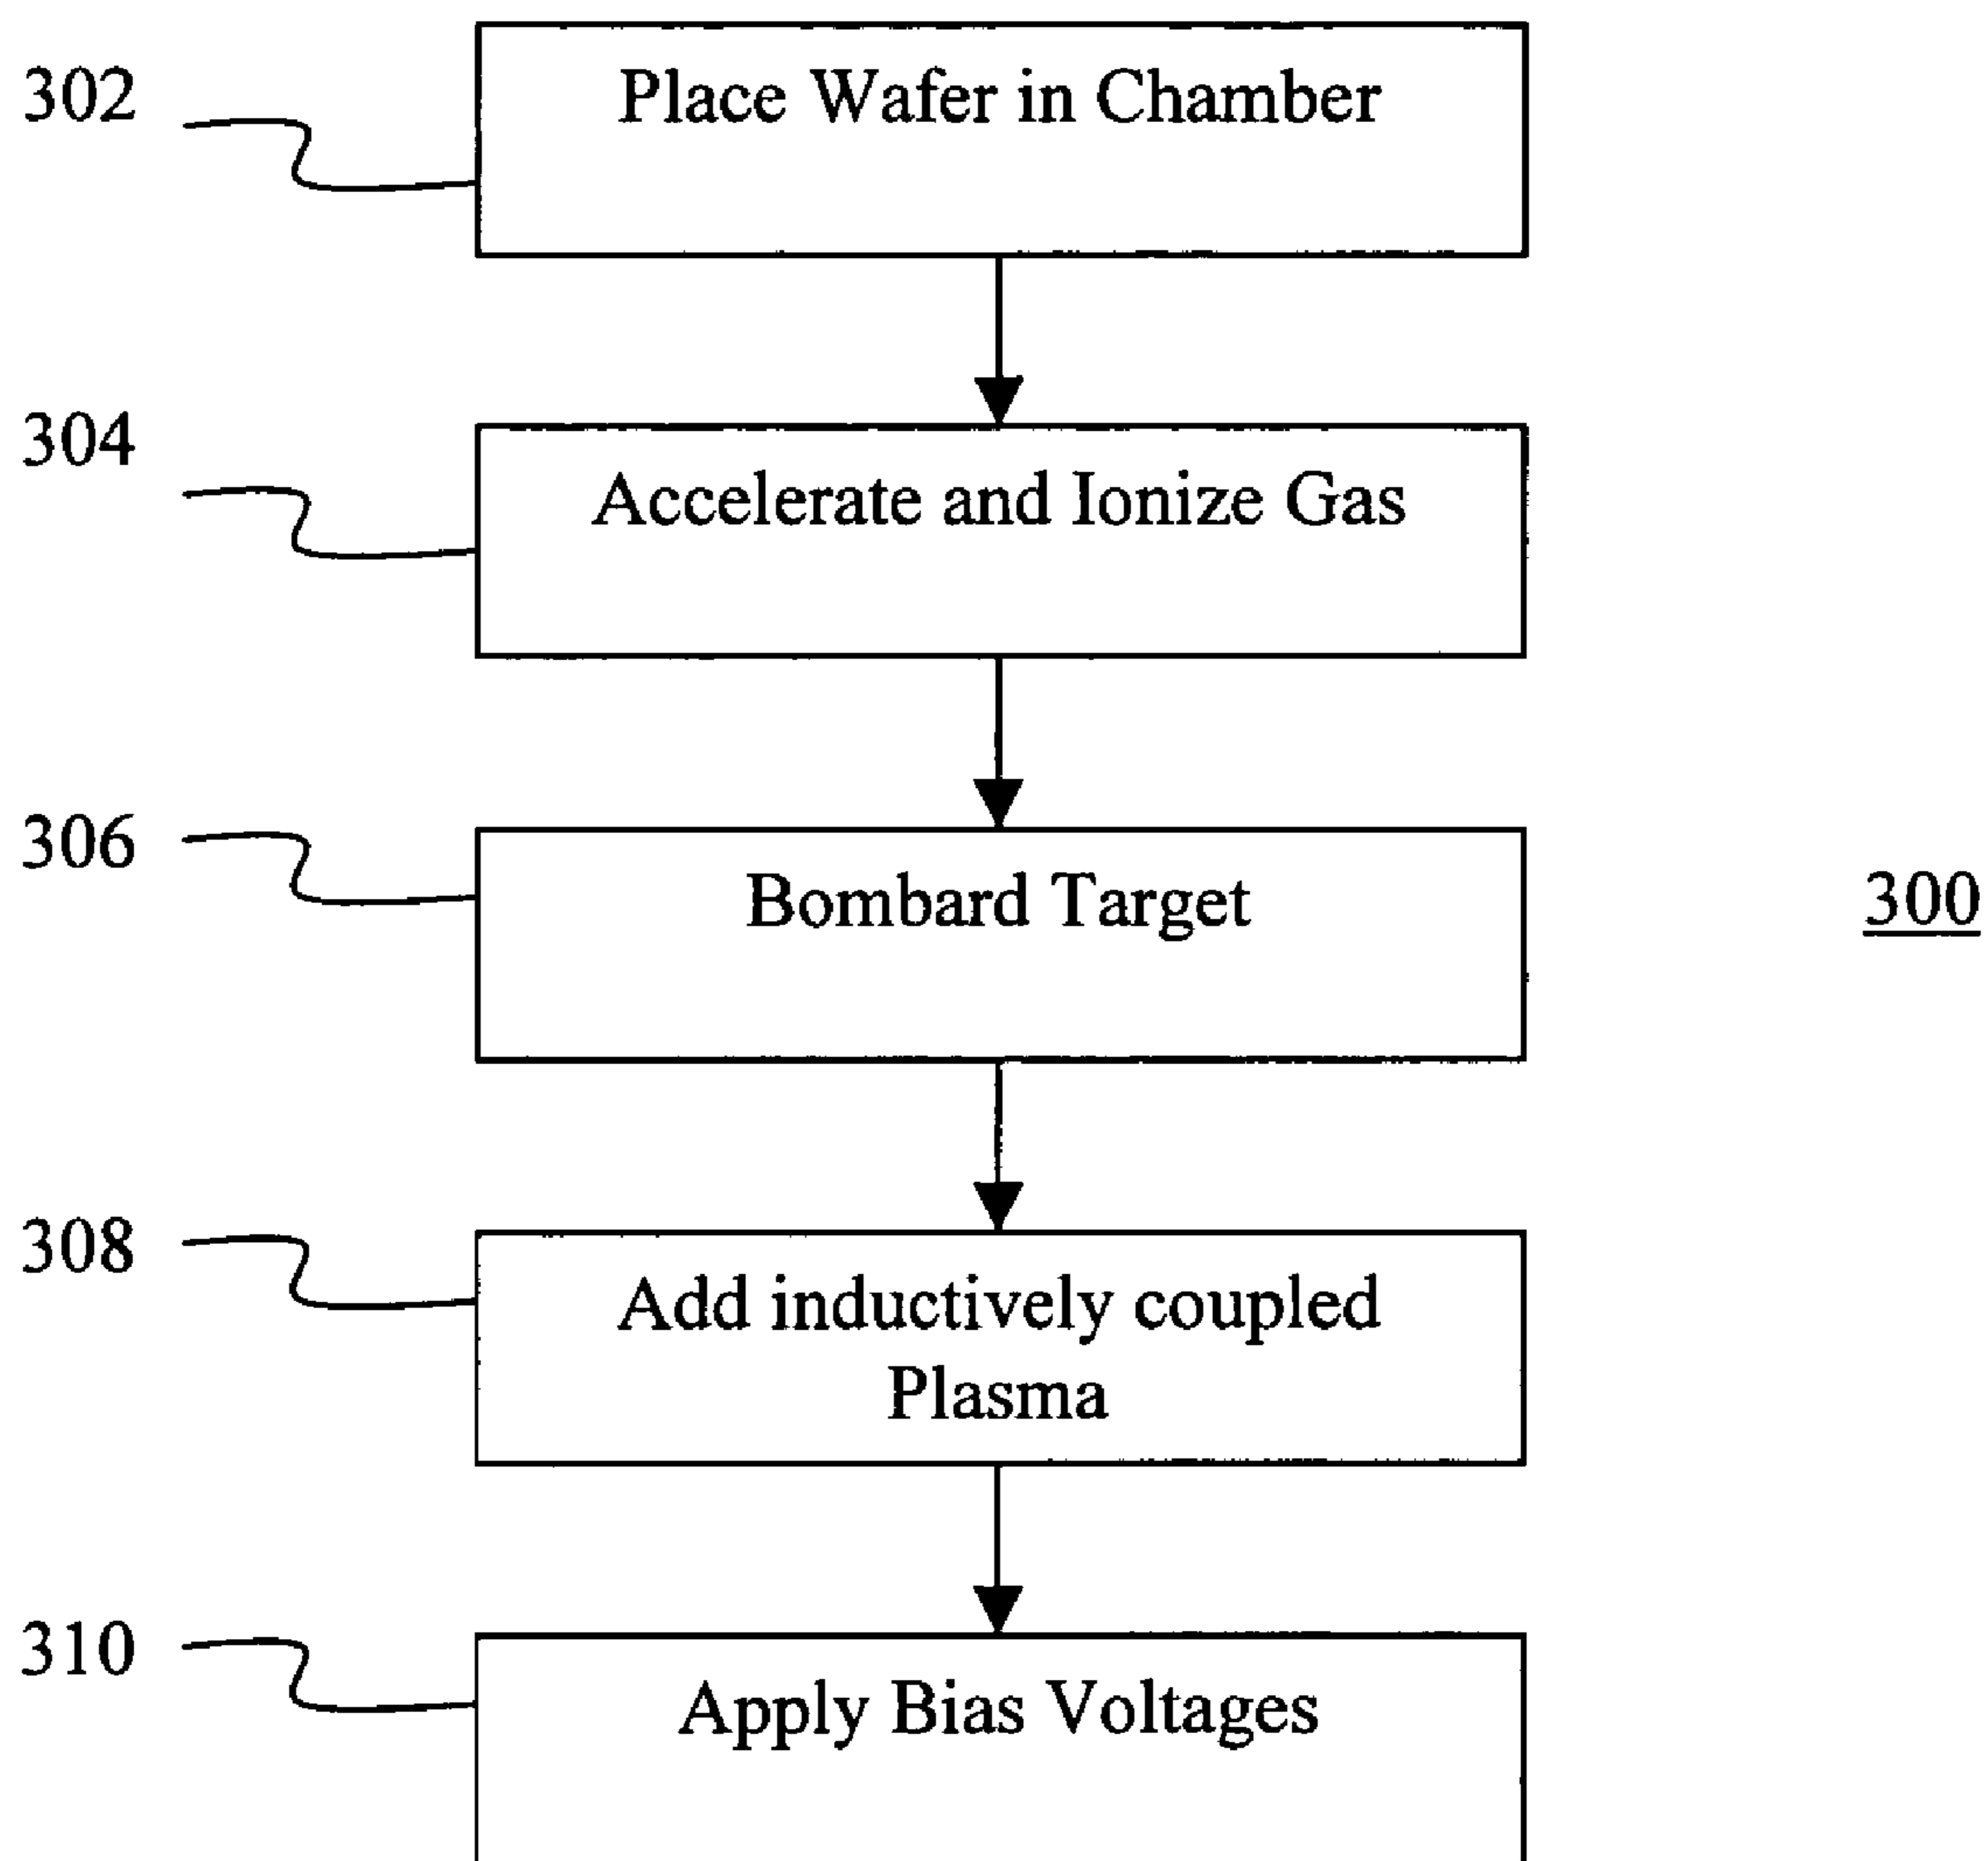 302
Place Wafer in Chamber
304
Accelerate and Ionize Gas
306
Bombard Target
300
308
Add inductively coupled
Plasma
310
Apply Bias Voltages